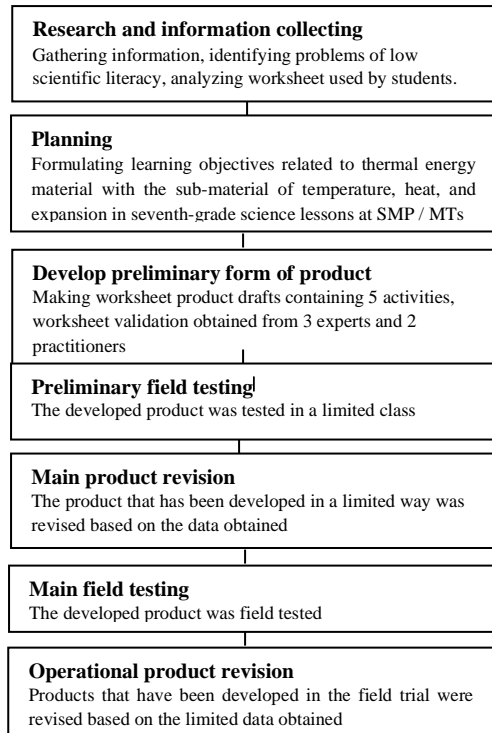 Research and information collecting
Gathering information, identifying problems of low
scientific literacy, analyzing worksheet used by students.
Planning
Formulating learning objectives related to thermal energy
material with the sub-material of temperature, heat, and
expansion in seventh-grade science lessons at SMP / MTs
Develop preliminary form of product
Making worksheet product drafts containing 5 activities,
worksheet validation obtained from 3 experts and 2
practitioners
Preliminary field testing
The developed product was tested in a limited class
Main product revision
The product that has been developed in a limited way was
revised based on the data obtained
Main field testing
The developed product was field tested
Operational product revision
Products that have been developed in the field trial were
revised based on the limited data obtained